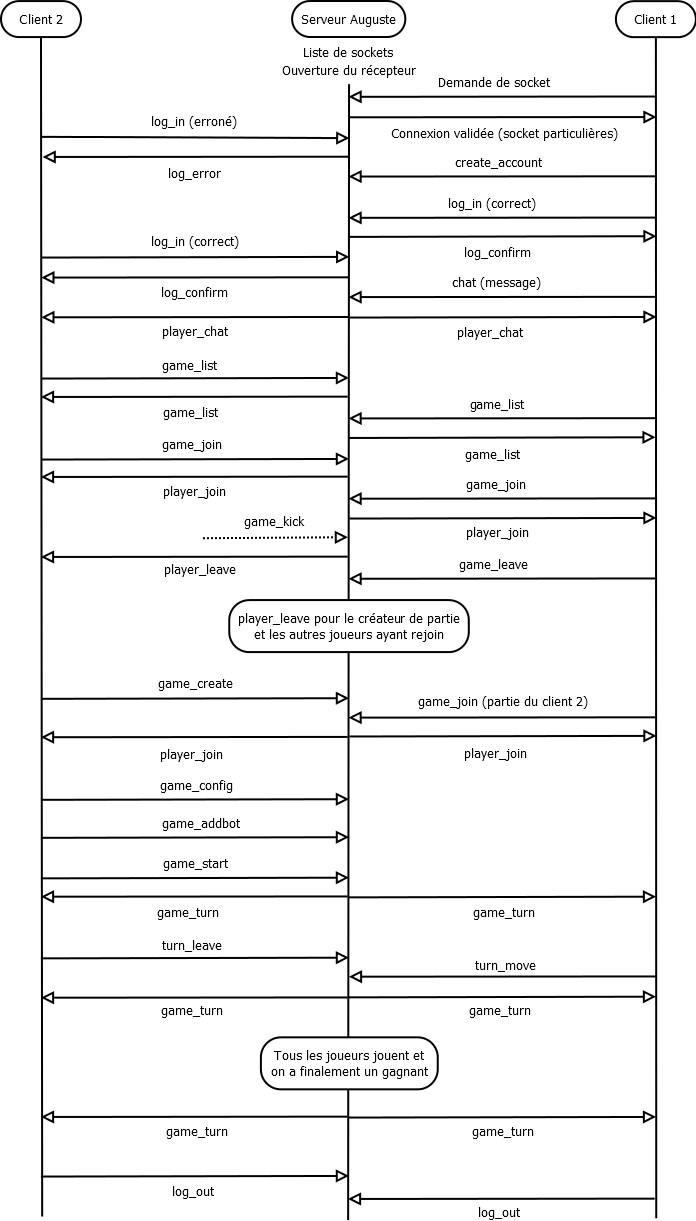 Client 2
Serveur Auguste
Client 1
Liste de sockets
Ouverture du récepteur
Demande de socket
log_in (erroné)
Connexion validée (socket particulières)
log_error
create_account
log_in (correct)
log_in (correct)
log_confirm
log_confirm
chat (message)
player_chat
player_chat
game_list
game_list
game_list
game_join
game_list
player_join
game_join
game_kick
player_join
player_leave
game_leave
player_leave pour le créateur de partie
et les autres joueurs ayant rejoin
game_create
game_join (partie du client 2)
player_join
player_join
game_config
game_addbot
game_start
game_turn
game_turn
turn_leave
turn_move
game_turn
game_turn
Tous les joueurs jouent et
on a finalement un gagnant
game_turn
game_turn
log_out
log_out